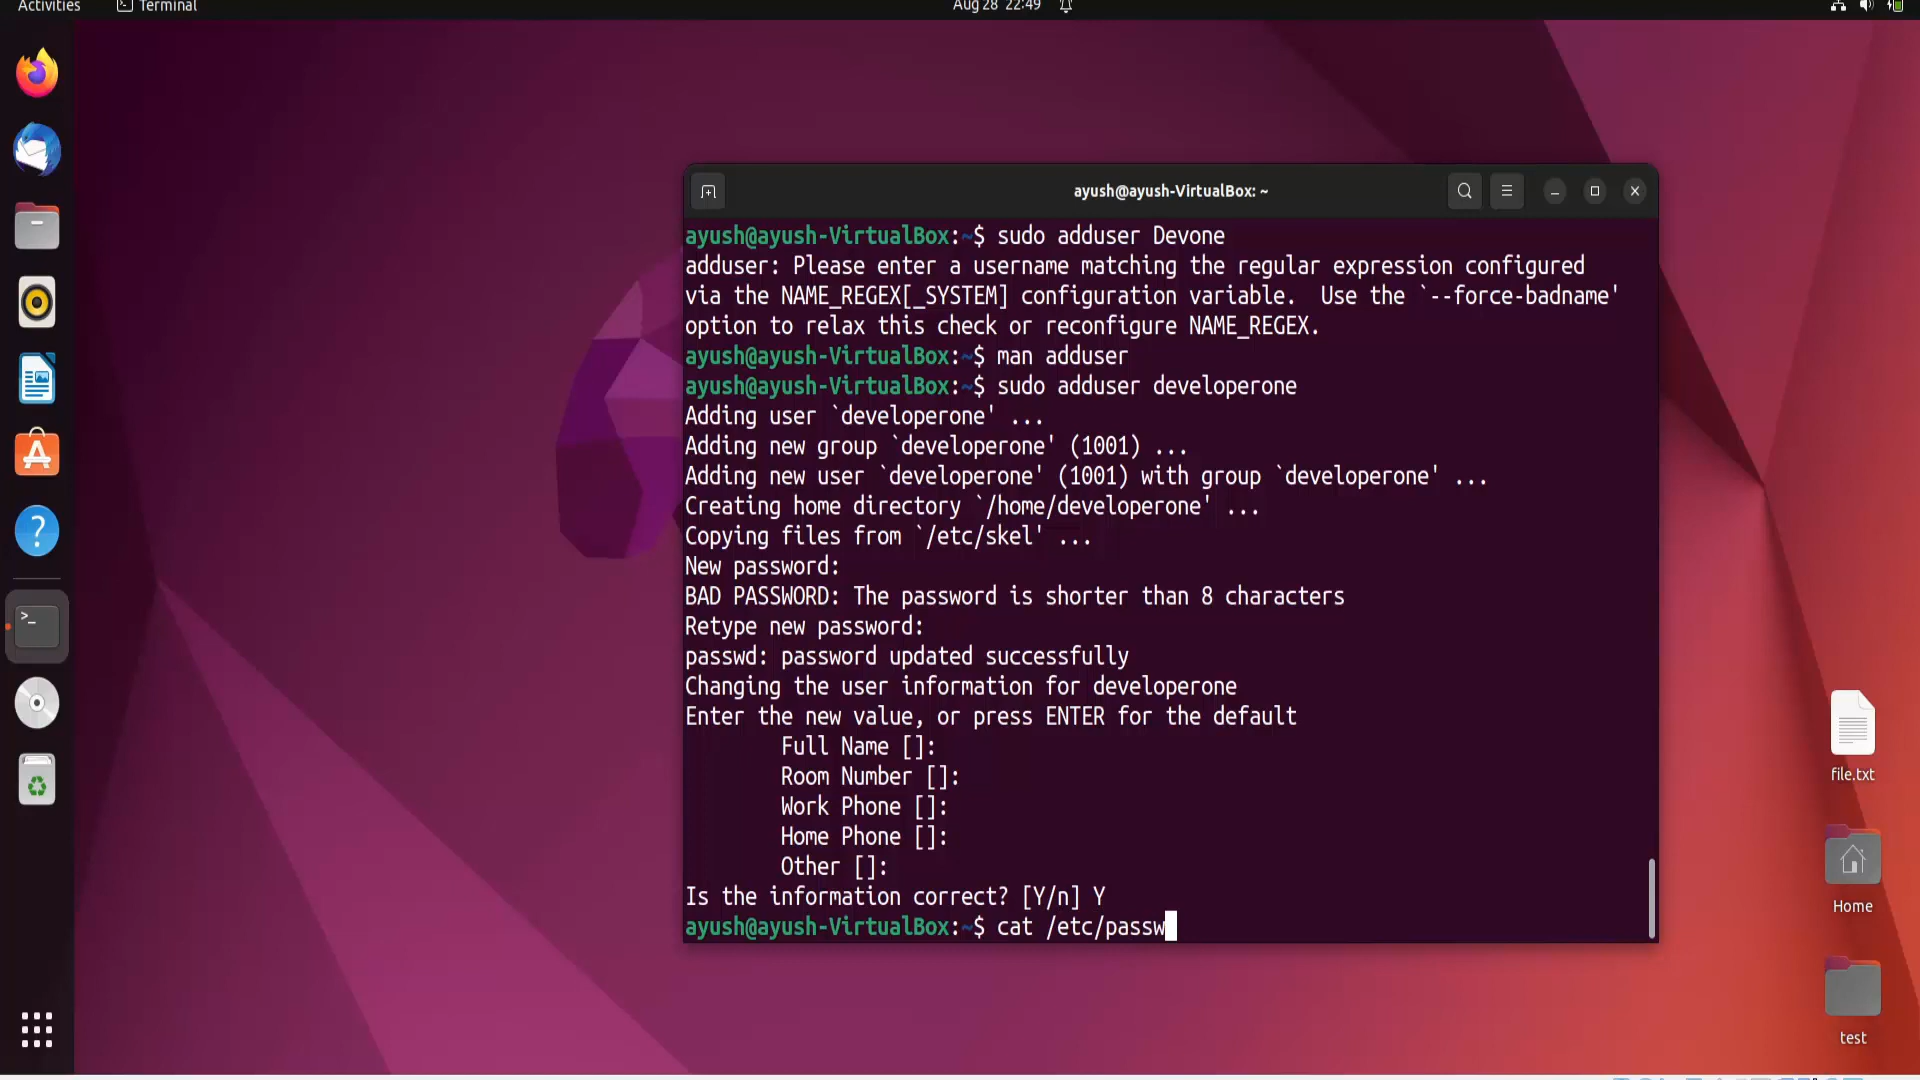 Activities
Terminal
Aug 28 22:49
ayush@ayush-VirtualBox: ~
ayush@ayush-VirtualBox:~$ sudo adduser Devone
adduser: Please enter a username matching the regular expression configured
via the NAME_REGEX[_SYSTEM] configuration variable.  Use the `--force-badname'
option to relax this check or reconfigure NAME_REGEX.
ayush@ayush-VirtualBox:~$ man adduser
ayush@ayush-VirtualBox:~$ sudo adduser developerone
Adding user `developerone' ...
Adding new group `developerone' (1001) ...
Adding new user `developerone' (1001) with group `developerone' ...
Creating home directory `/home/developerone' ...
Copying files from `/etc/skel' ...
New password:
BAD PASSWORD: The password is shorter than 8 characters
Retype new password:
passwd: password updated successfully
Changing the user information for developerone
Enter the new value, or press ENTER for the default
Full Name []:
Room Number []:
Work Phone []:
Home Phone []:
Other []:
Is the information correct? [Y/n] Y
ayush@ayush-VirtualBox:~$ cat /etc/passw
file.txt
Home
test